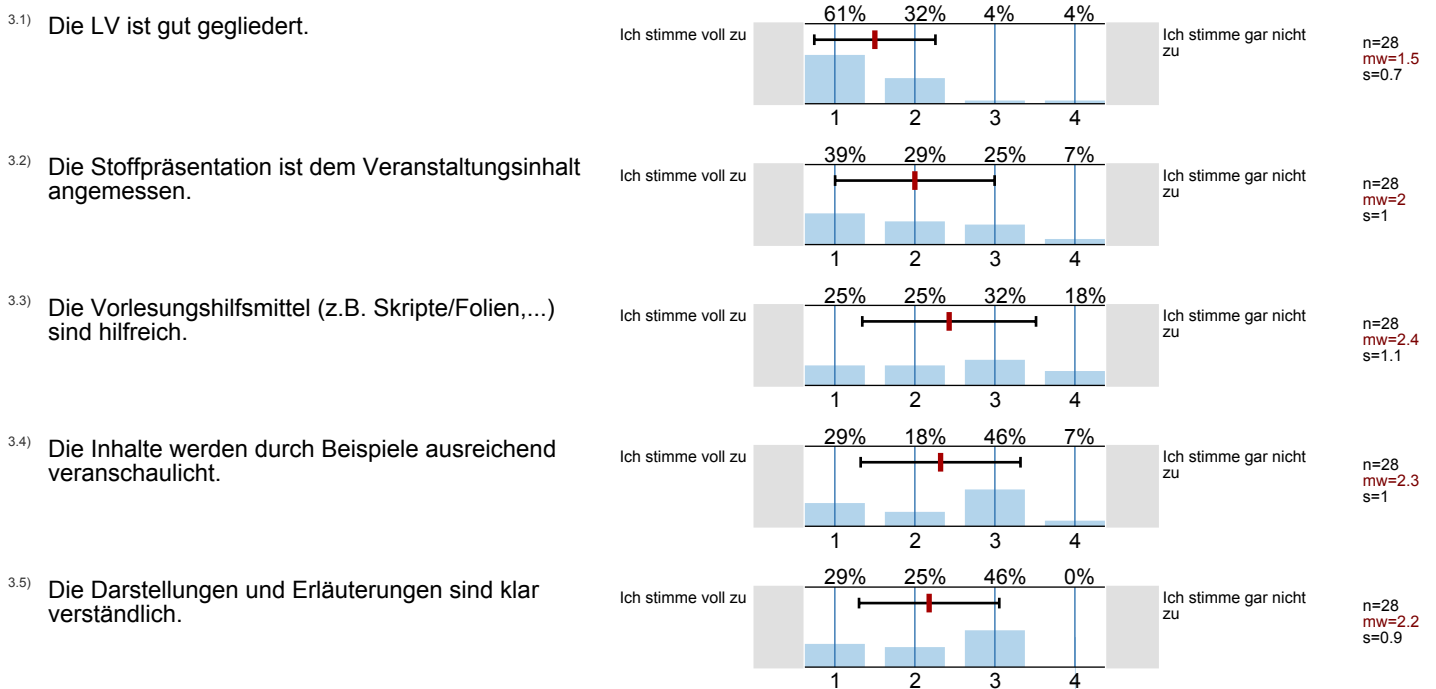 61% 32% 4% 4%
3.1) Die LV ist gut gegliedert.
Ich stimme voll zu
Ich stimme gar nicht
zu
n=28
mw=1.5
s=0.7
1 2 3 4
39% 29% 25% 7%
3.2) Die Stoffpräsentation ist dem Veranstaltungsinhalt
angemessen.
Ich stimme voll zu
Ich stimme gar nicht
zu
n=28
mw=2
s=1
1 2 3 4
25% 25% 32% 18%
3.3) Die Vorlesungshilfsmittel (z.B. Skripte/Folien,...)
sind hilfreich.
Ich stimme voll zu
Ich stimme gar nicht
zu
n=28
mw=2.4
s=1.1
1 2 3 4
29% 18% 46% 7%
3.4) Die Inhalte werden durch Beispiele ausreichend
veranschaulicht.
Ich stimme voll zu
Ich stimme gar nicht
zu
n=28
mw=2.3
s=1
1 2 3 4
29% 25% 46% 0%
3.5) Die Darstellungen und Erläuterungen sind klar
verständlich.
Ich stimme voll zu
Ich stimme gar nicht
zu
n=28
mw=2.2
s=0.9
1 2 3 4